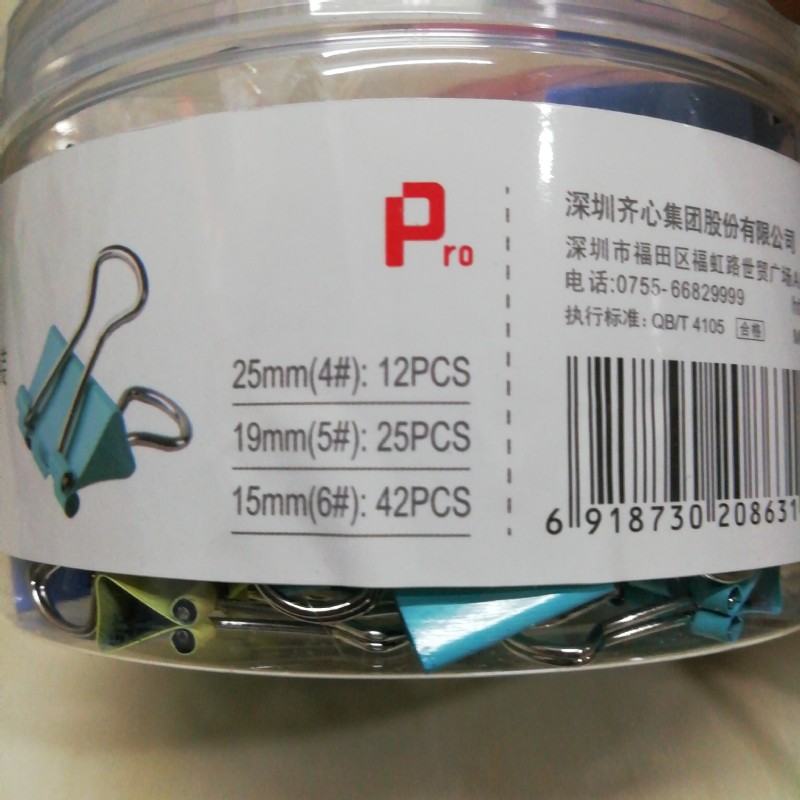 Pro
25mm(4#): 12PCS
19mm(5#): 25PCS
15mm(6#): 42PCS
深圳齐心集团股份有限公司
深圳市福田区福虹路世贸广场A
电话:0755-66829999
执行标准: QB/T 4105 合格
6 918730 208631